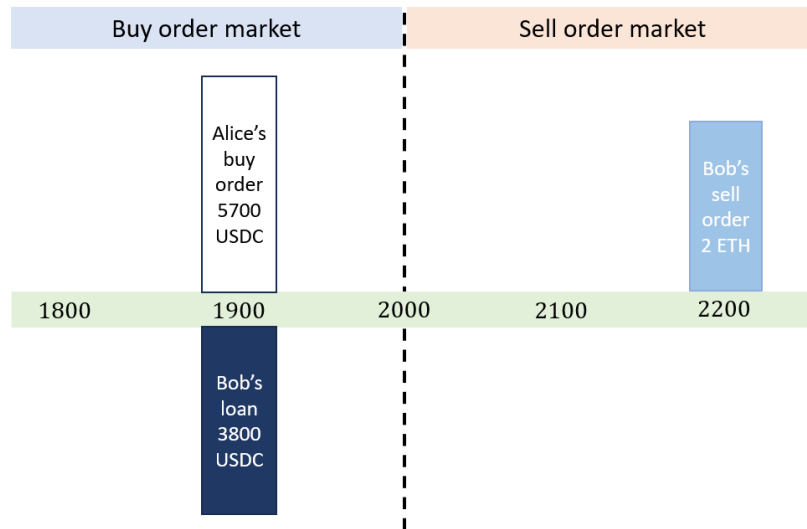 Buy order market
Sell order market
Alice’s
buy
order
5700
USDC
Bob’s
sell
order
2 ETH
1800
1900
2000
2100
2200
Bob’s
loan
3800
USDC